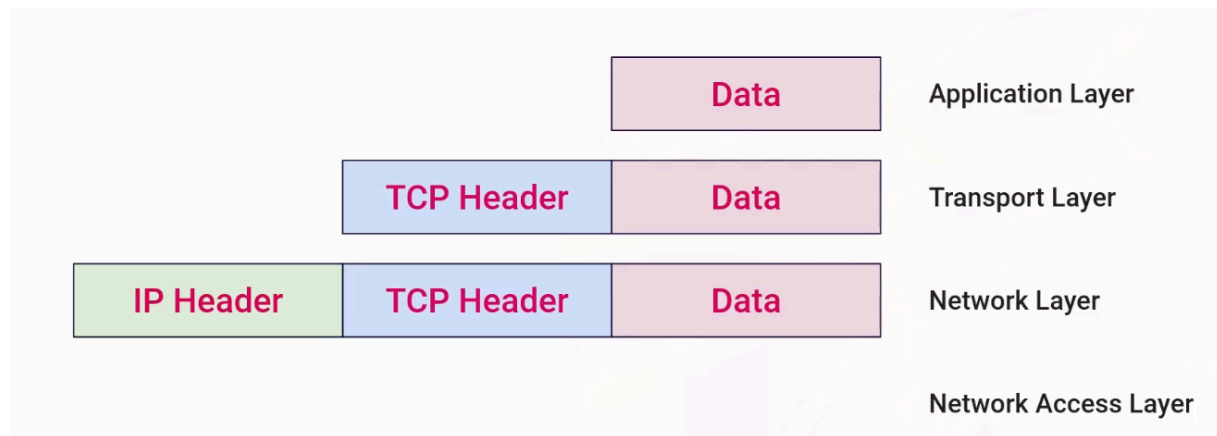 Data Application Layer
TCP Header Data Transport Layer
IP Header TCP Header Data Network Layer
Network Access Layer